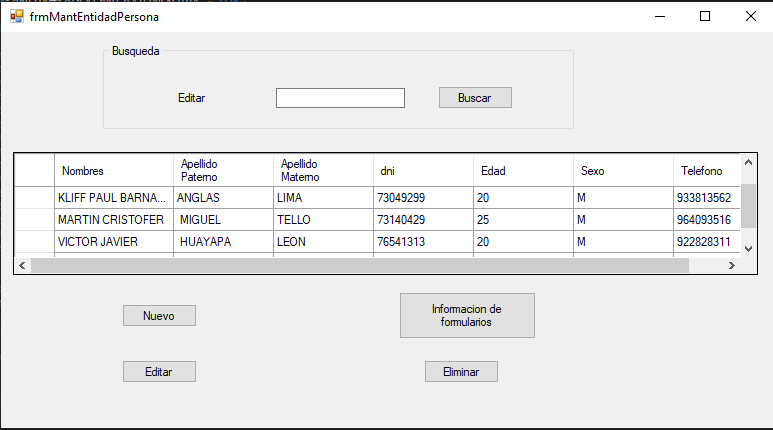 frmMantEntidadPersona
Busqueda
Editar Buscar
Nombres Apellido Paterno Apellido Materno dni Edad Sexo Telefono
KLIFF PAUL BARNA... ANGLAS LIMA 73049299 20 M 933813562
MARTIN CRISTOFER MIGUEL TELLO 73140429 25 M 964093516
VICTOR JAVIER HUAYAPA LEON 76541313 20 M 922828311
Nuevo
Informacion de
formularios
Editar Eliminar